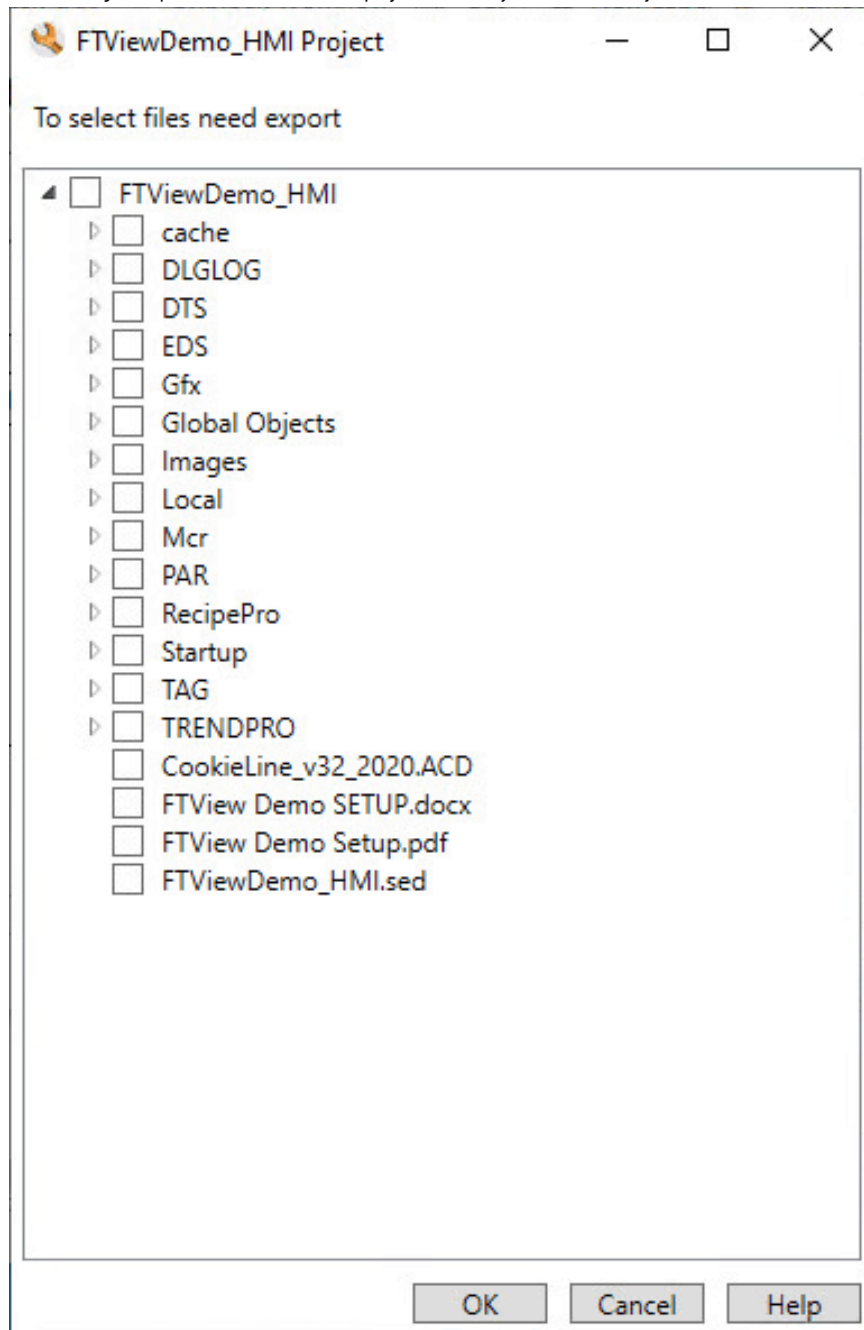 FTViewDemo_HMI Project
To select files need export
FTViewDemo_HMI
cache
DLGLOG
DTS
EDS
Gfx
Global Objects
Images
Local
Mcr
PAR
RecipePro
Startup
TAG
TRENDPRO
CookieLine_v32_2020.ACD
FTView Demo SETUP.docx
FTView Demo Setup.pdf
FTViewDemo_HMI.sed
OK Cancel Help